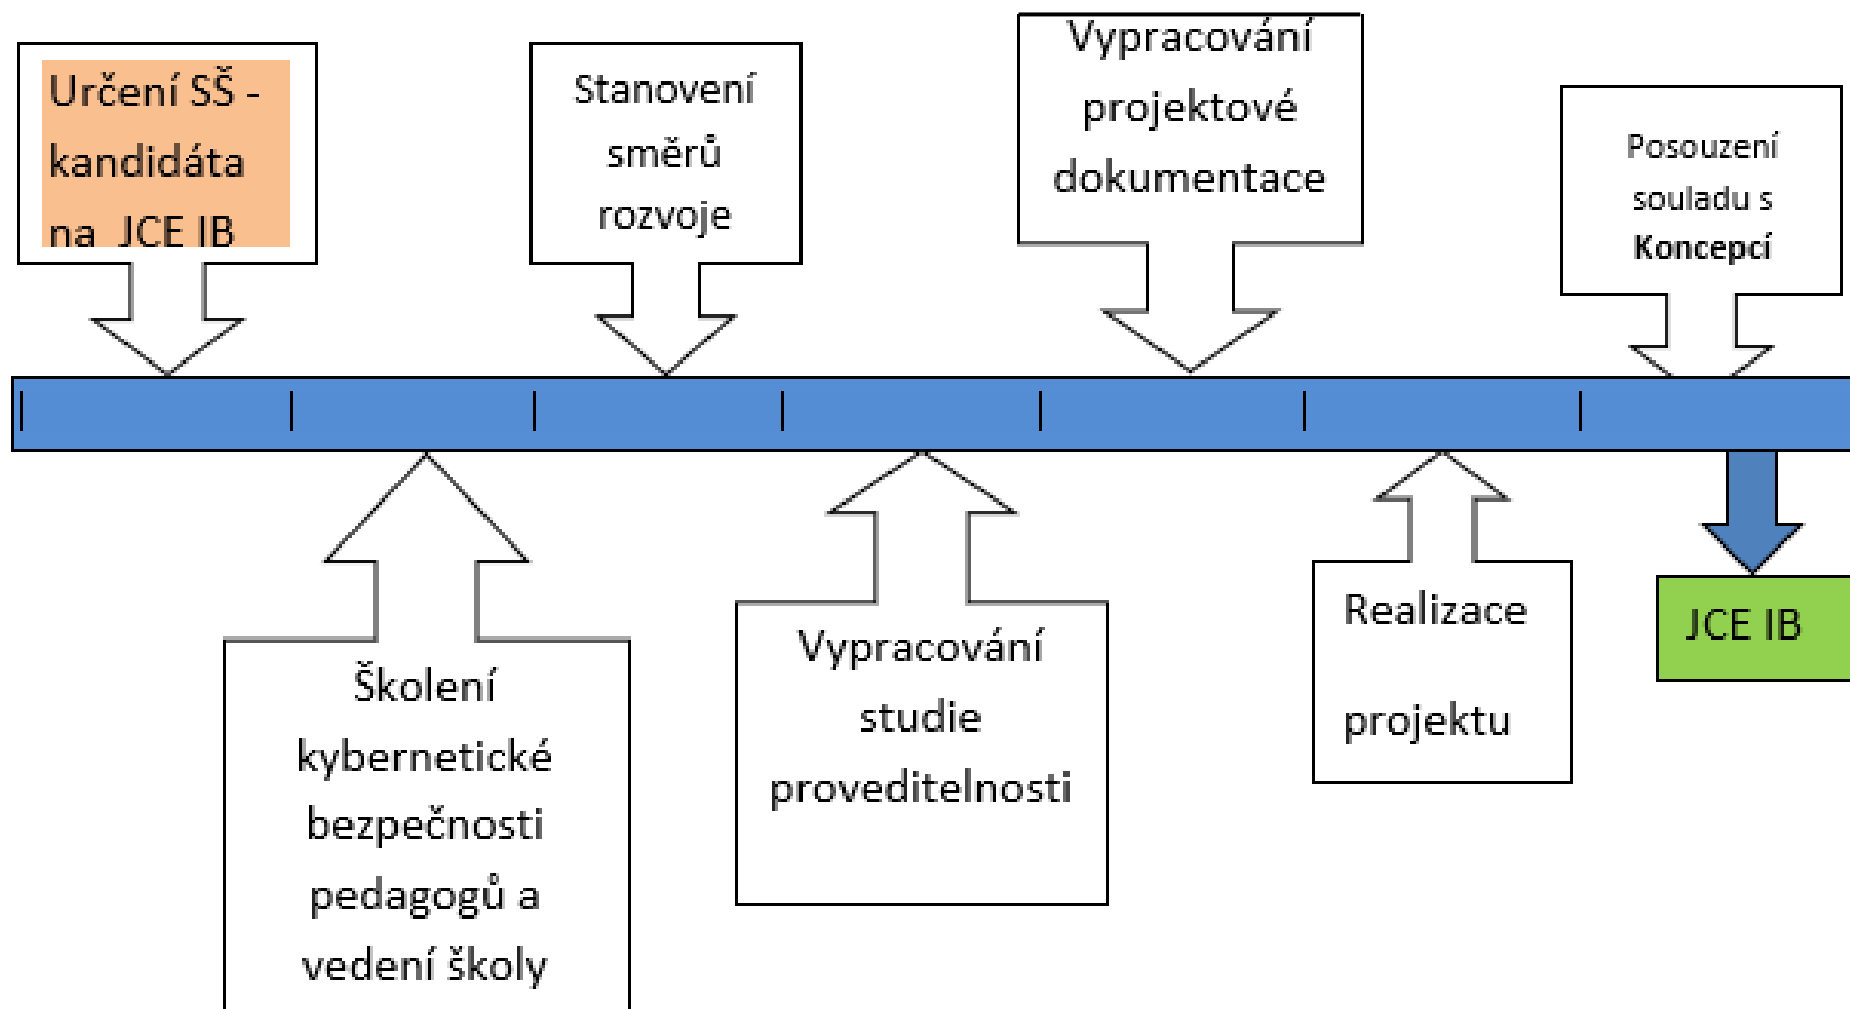 Určení SŠ -
kandidáta
na JCE IB
Stanovení
směrů
rozvoje
Vypracování
projektové
dokumentace
Posouzení
souladu s
Koncepcí
Školení
kybernetické
bezpečnosti
pedagogů a
vedení školy
Vypracování
studie
proveditelnosti
Realizace
projektu
JCE IB